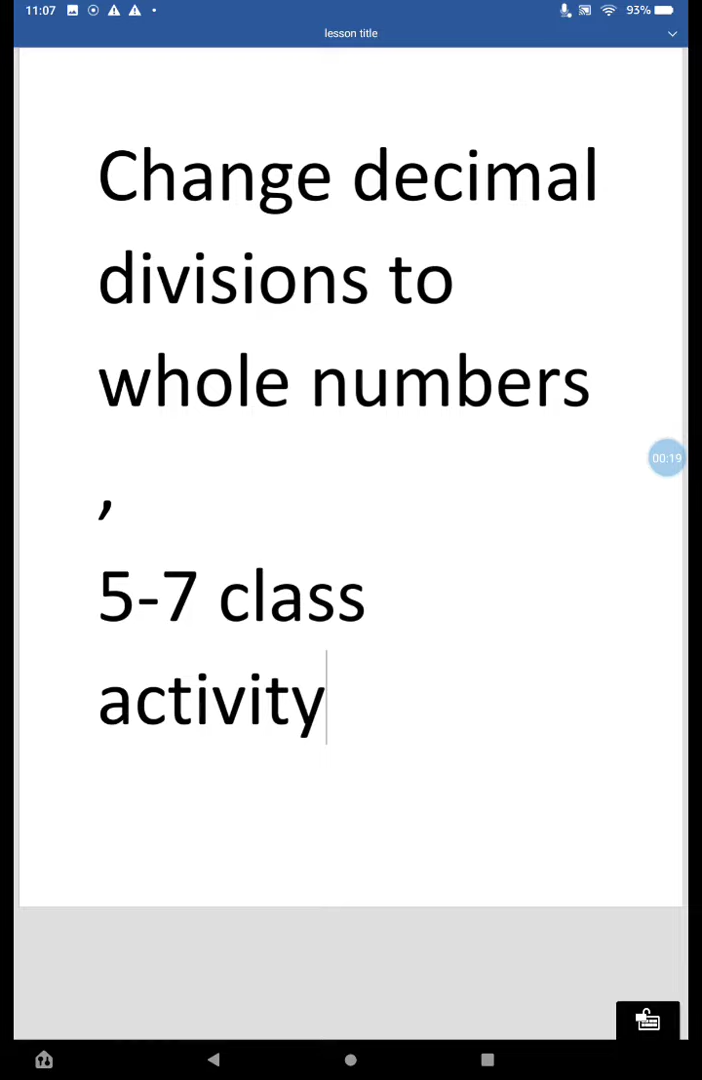 11:07
93%
lesson title
Change decimal
divisions to
whole numbers
,
00:19
5-7 class
activity